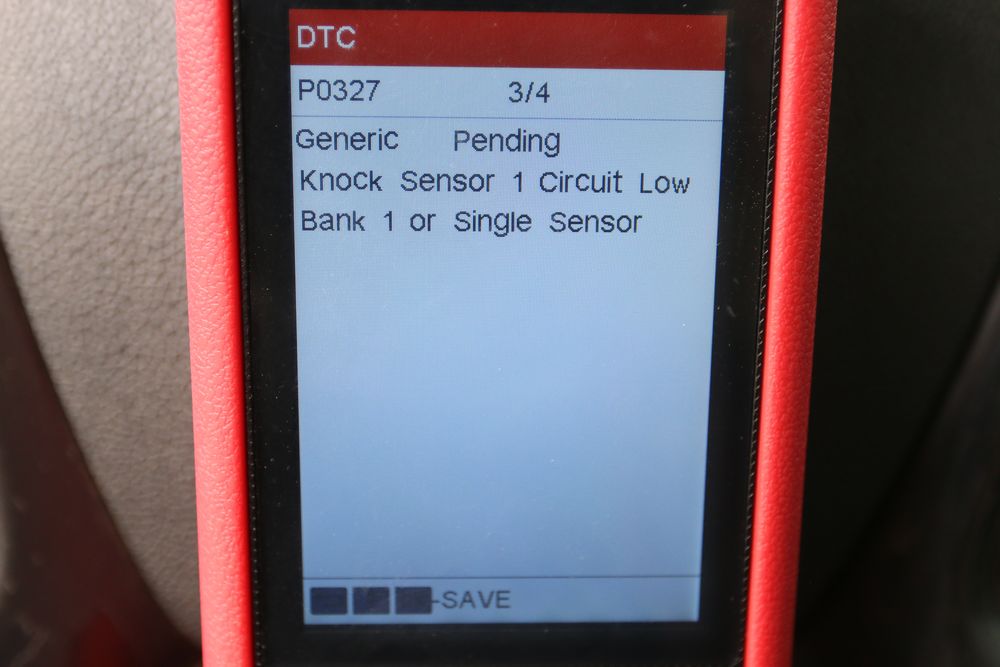 DTC
P0327 3/4
Generic Pending
Knock Sensor 1 Circuit Low
Bank 1 or Single Sensor
-SAVE